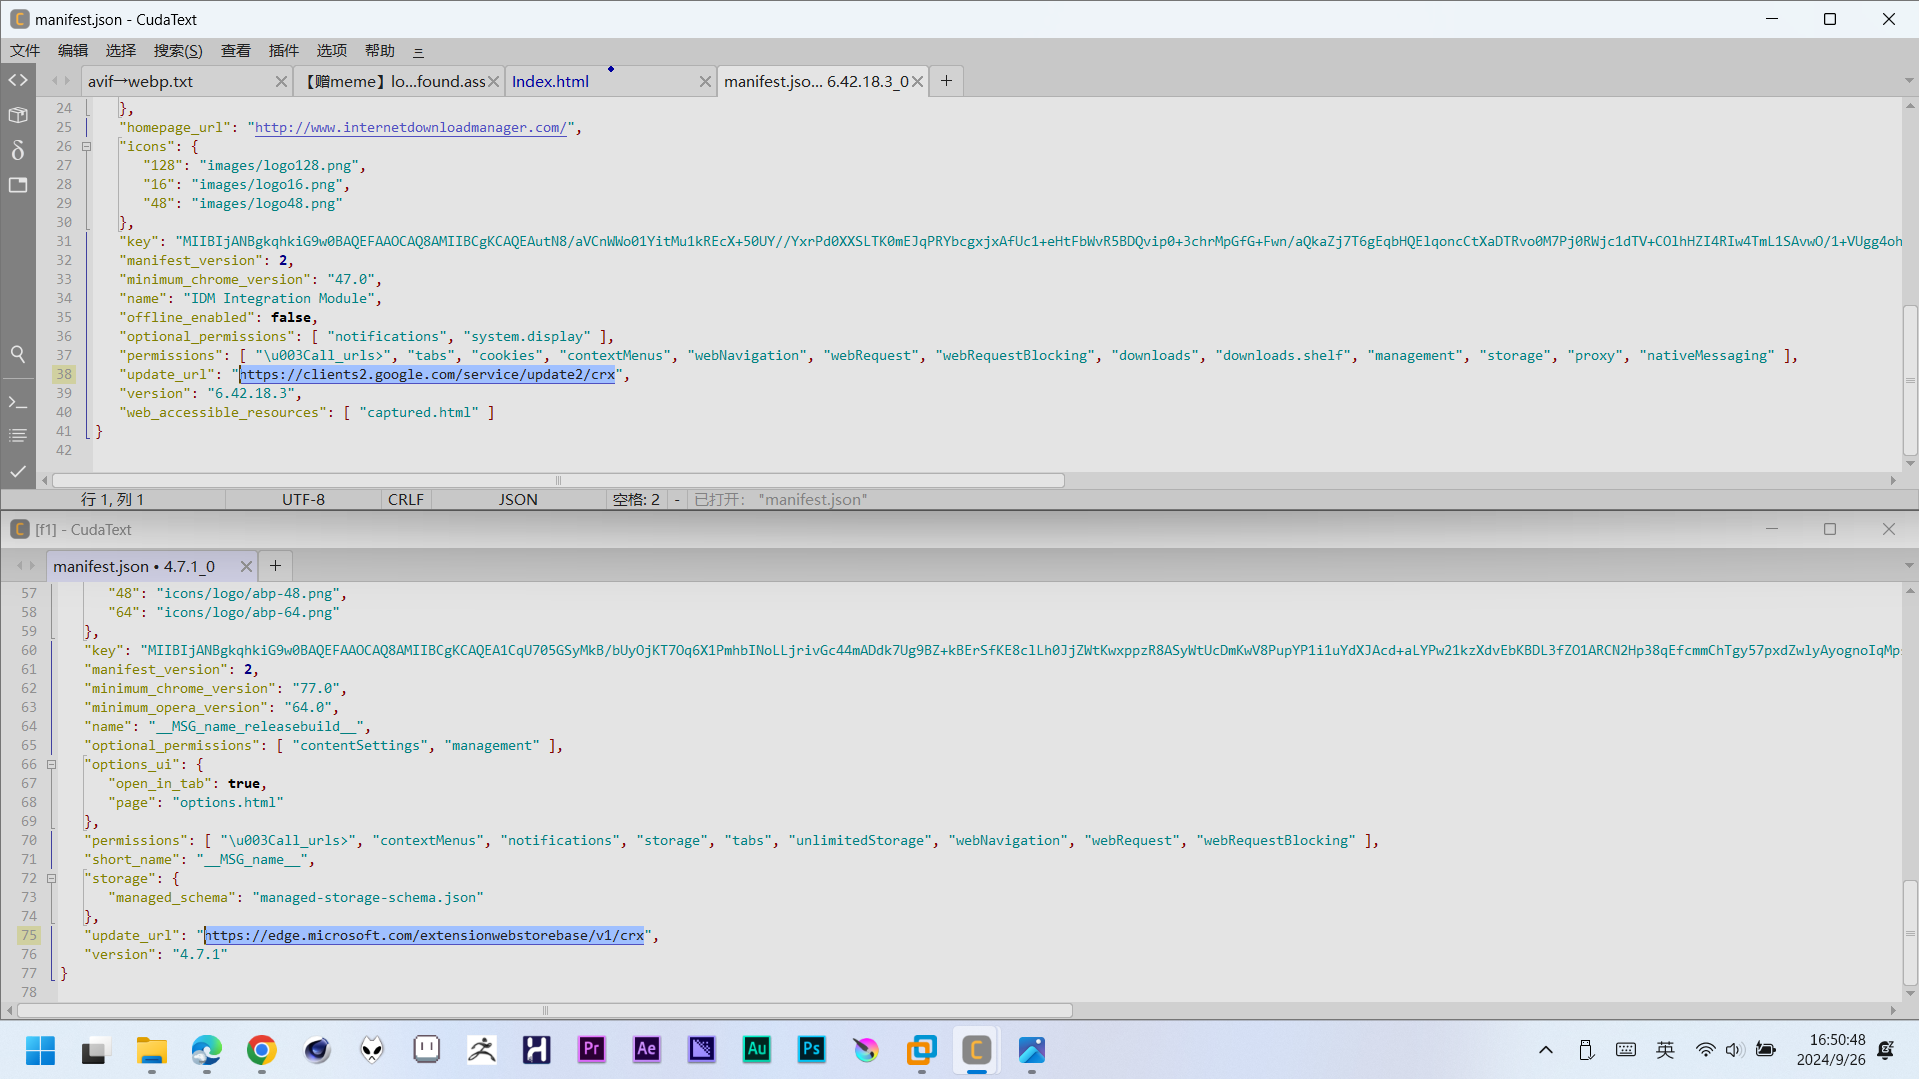 manifest.json - CudaText
文件 编辑 选择 搜索(S) 查看 插件 选项 帮助 Ξ
avif→webp.txt 【赠meme】lo...found.ass Index.html manifest.jso... 6.42.18.3_0 +
24 },
25 "homepage_url": "http://www.internetdownloadmanager.com/",
26 "icons": {
27 "128": "images/logo128.png",
28 "16": "images/logo16.png",
29 "48": "images/logo48.png"
30 },
31 "key": "MIIBIjANBgkqhkiG9w0BAQEFAAOCAQ8AMIIBCgKCAQEAutN8/aVCnWWo01YitMu1kREcX+50UY//YxrPd0XXSLTK0mEJqPRYbcgxjxAfUc1+eHtFbWvR5BDQvip0+3chrMpGfG+Fwn/aQkaZj7T6gEqbHQElqoncCtXaDTRvo0M7Pj0RWjc1dTV+COlhHZI4RIw4TmL1SAvwO/1+VUgg4oh
32 "manifest_version": 2,
33 "minimum_chrome_version": "47.0",
34 "name": "IDM Integration Module",
35 "offline_enabled": false,
36 "optional_permissions": [ "notifications", "system.display" ],
37 "permissions": [ "\u003Call_urls>", "tabs", "cookies", "contextMenus", "webNavigation", "webRequest", "webRequestBlocking", "downloads", "downloads.shelf", "management", "storage", "proxy", "nativeMessaging" ],
38 "update_url": "https://clients2.google.com/service/update2/crx",
39 "version": "6.42.18.3",
40 "web_accessible_resources": [ "captured.html" ]
41 }
42
行 1, 列 1 UTF-8 CRLF JSON 空格: 2 - 已打开: "manifest.json"
[f1] - CudaText
manifest.json • 4.7.1_0 +
57 "48": "icons/logo/abp-48.png",
58 "64": "icons/logo/abp-64.png"
59 },
60 "key": "MIIBIjANBgkqhkiG9w0BAQEFAAOCAQ8AMIIBCgKCAQEA1CqU705GSyMkB/bUyOjKT7Oq6X1PmhbINoLLjrivGc44mADdk7Ug9BZ+kBErSfKE8clLh0JjZWtKwxppzR8ASyWtUcDmKwV8PupYP1i1uYdXJAcd+aLYPw21kzXdvEbKBDL3fZO1ARCN2Hp38qEfcmmChTgy57pxdZwlyAyognoIqMp
61 "manifest_version": 2,
62 "minimum_chrome_version": "77.0",
63 "minimum_opera_version": "64.0",
64 "name": "__MSG_name_releasebuild__",
65 "optional_permissions": [ "contentSettings", "management" ],
66 "options_ui": {
67 "open_in_tab": true,
68 "page": "options.html"
69 },
70 "permissions": [ "\u003Call_urls>", "contextMenus", "notifications", "storage", "tabs", "unlimitedStorage", "webNavigation", "webRequest", "webRequestBlocking" ],
71 "short_name": "__MSG_name__",
72 "storage": {
73 "managed_schema": "managed-storage-schema.json"
74 },
75 "update_url": "https://edge.microsoft.com/extensionwebstorebase/v1/crx",
76 "version": "4.7.1"
77 }
78
Pr Ae Au Ps C 英 16:50:48
2024/9/26